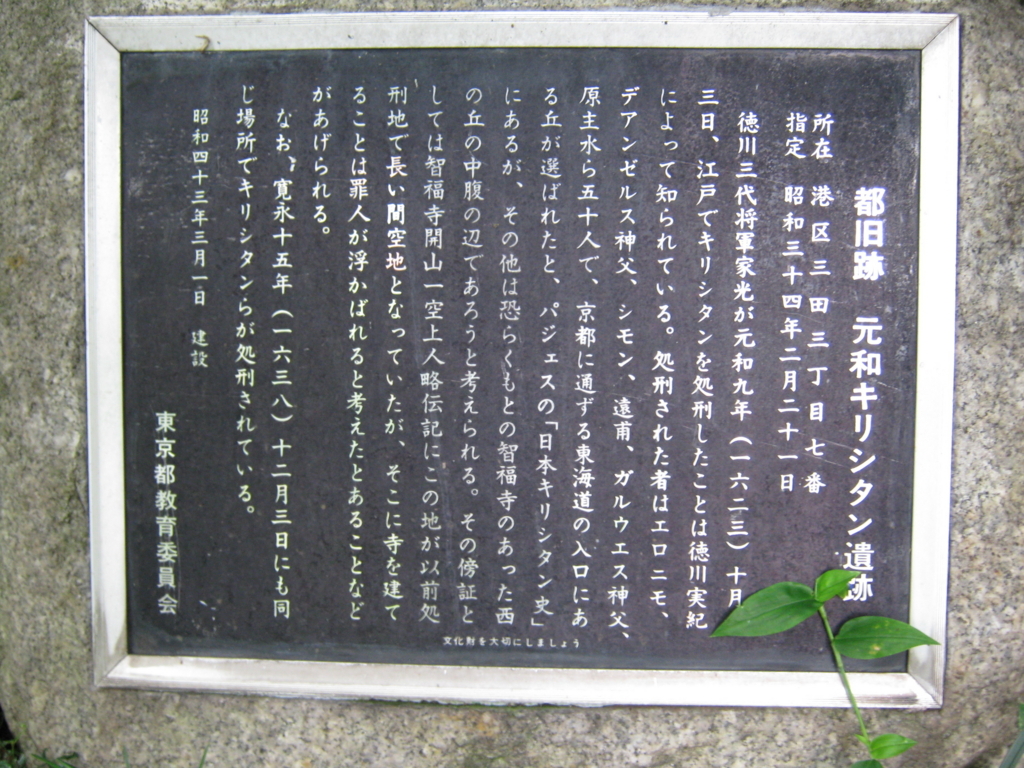 都旧跡　元和キリシタン遺跡
所在　港区三田三丁目七番
指定　昭和三十四年二月二十一日
徳川三代将軍家光が元和九年（一六二三）十月
三日、江戸でキリシタンを処刑したことは徳川実紀
によって知られている。処刑された者はエロニモ、
デアンゼルス神父、シモン、遠甫、ガルウエス神父、
原主水ら五十人で、京都に通ずる東海道の入口にあ
る丘が選ばれたと、パジェスの「日本キリシタン史」
にあるが、その他は恐らくもとの智福寺のあった西
の丘の中腹の辺であろうと考えられる。その傍証と
しては智福寺開山一空上人略伝記にこの地が以前処
刑地で長い間空地となっていたが、そこに寺を建て
ることは罪人が浮かばれると考えたとあることなど
があげられる。
なお、寛永十五年（一六三八）十二月三日にも同
じ場所でキリシタンらが処刑されている。
昭和四十三年三月一日　建設
東京都教育委員会
文化財を大切にしましょう